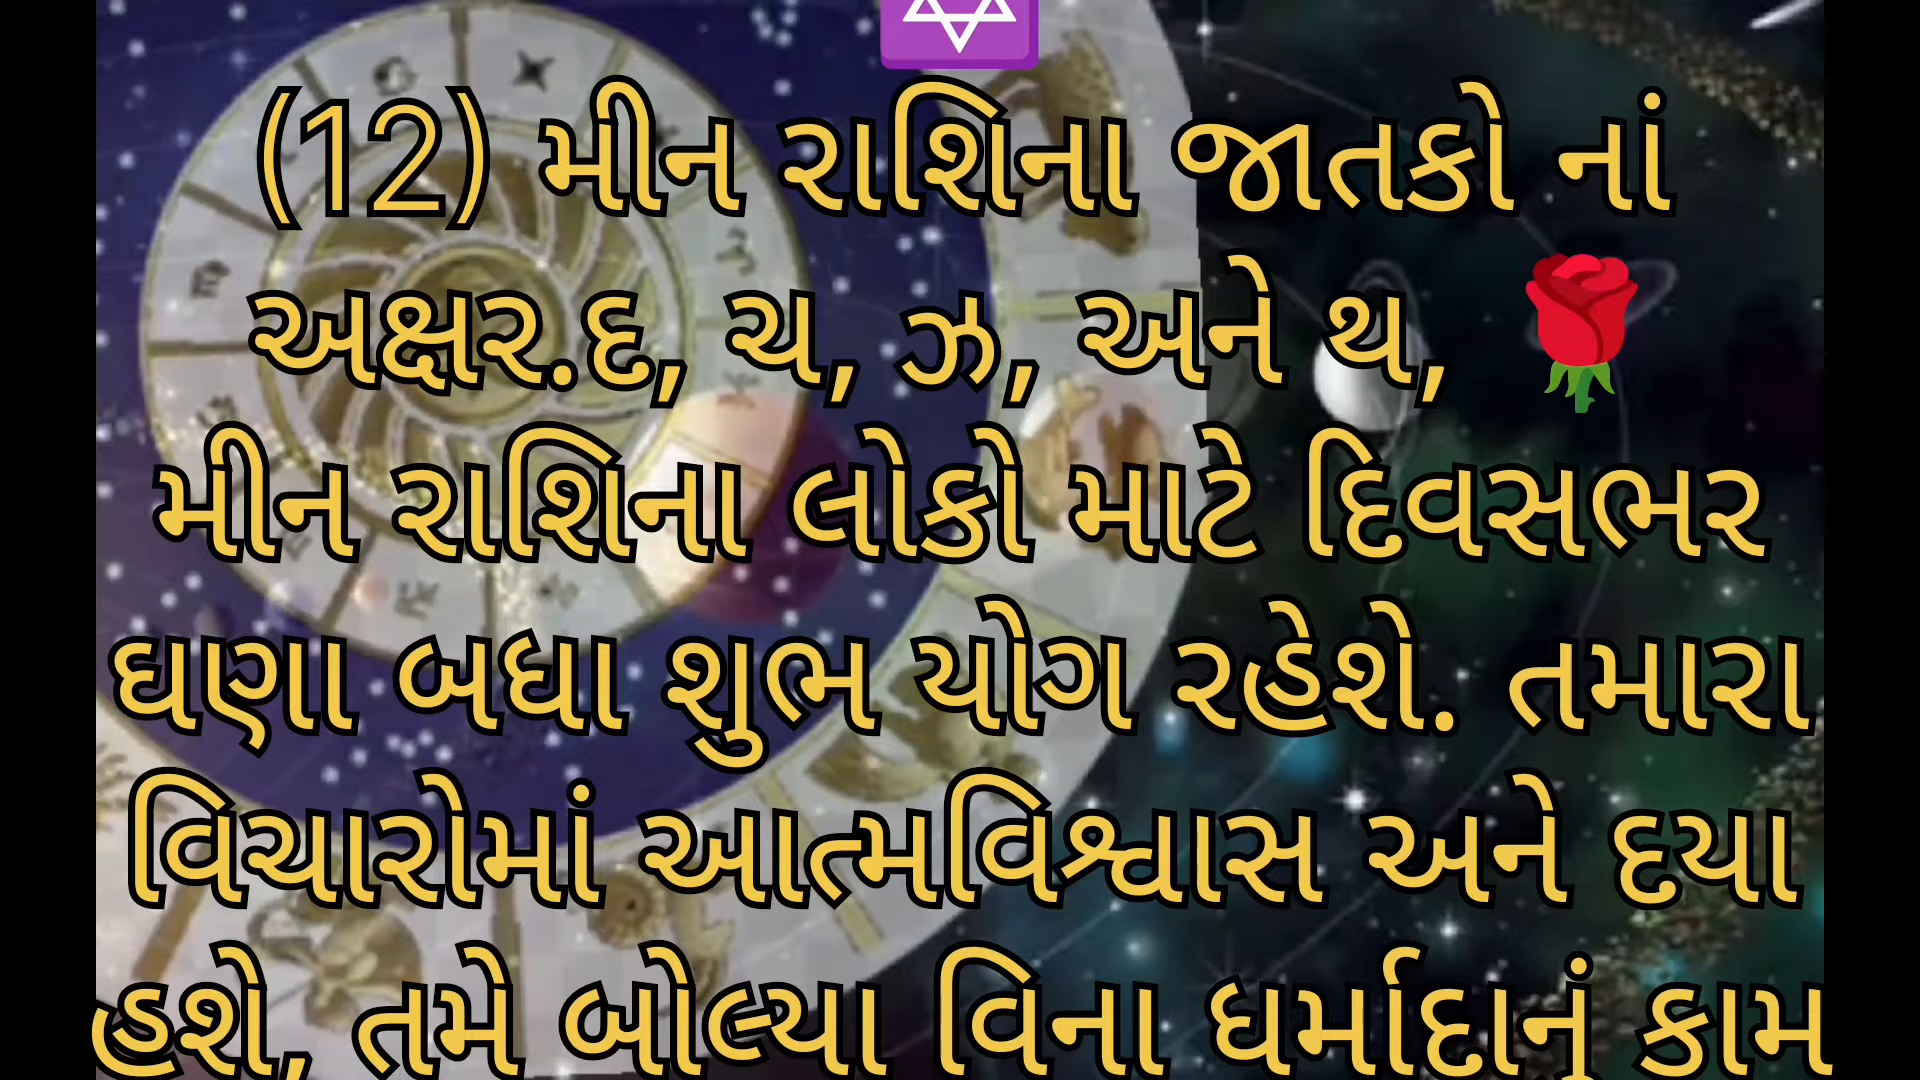 (12) મીન રાશિના જાતકો નાં
અક્ષર.દ, ચ, ઝ, અને થ, 🌹
મીન રાશિના લોકો માટે દિવસભર
ઘણા બધા શુભ યોગ રહેશે. તમારા
વિચારોમાં આત્મવિશ્વાસ અને દયા
હશે, તમે બોલ્યા વિના ધર્માદાનું કામ